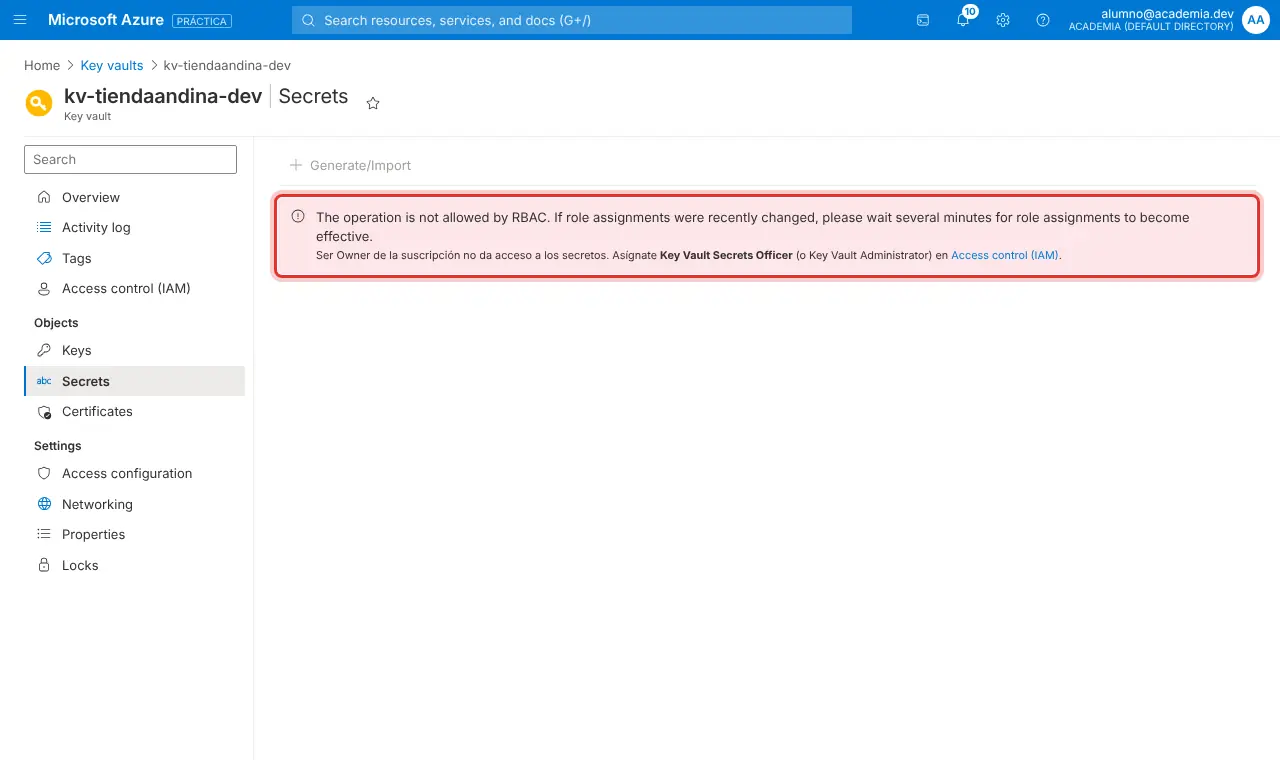 Microsoft Azure PRÁCTICA
Search resources, services, and docs (G+/)
10
alumno@academia.dev
ACADEMIA (DEFAULT DIRECTORY)
AA
Home > Key vaults > kv-tiendaandina-dev
kv-tiendaandina-dev | Secrets
Key vault
Search
Overview
Activity log
Tags
Access control (IAM)
Objects
Keys
abc Secrets
Certificates
Settings
Access configuration
Networking
Properties
Locks
+ Generate/Import
The operation is not allowed by RBAC. If role assignments were recently changed, please wait several minutes for role assignments to become
effective.
Ser Owner de la suscripción no da acceso a los secretos. Asígnate Key Vault Secrets Officer (o Key Vault Administrator) en Access control (IAM).